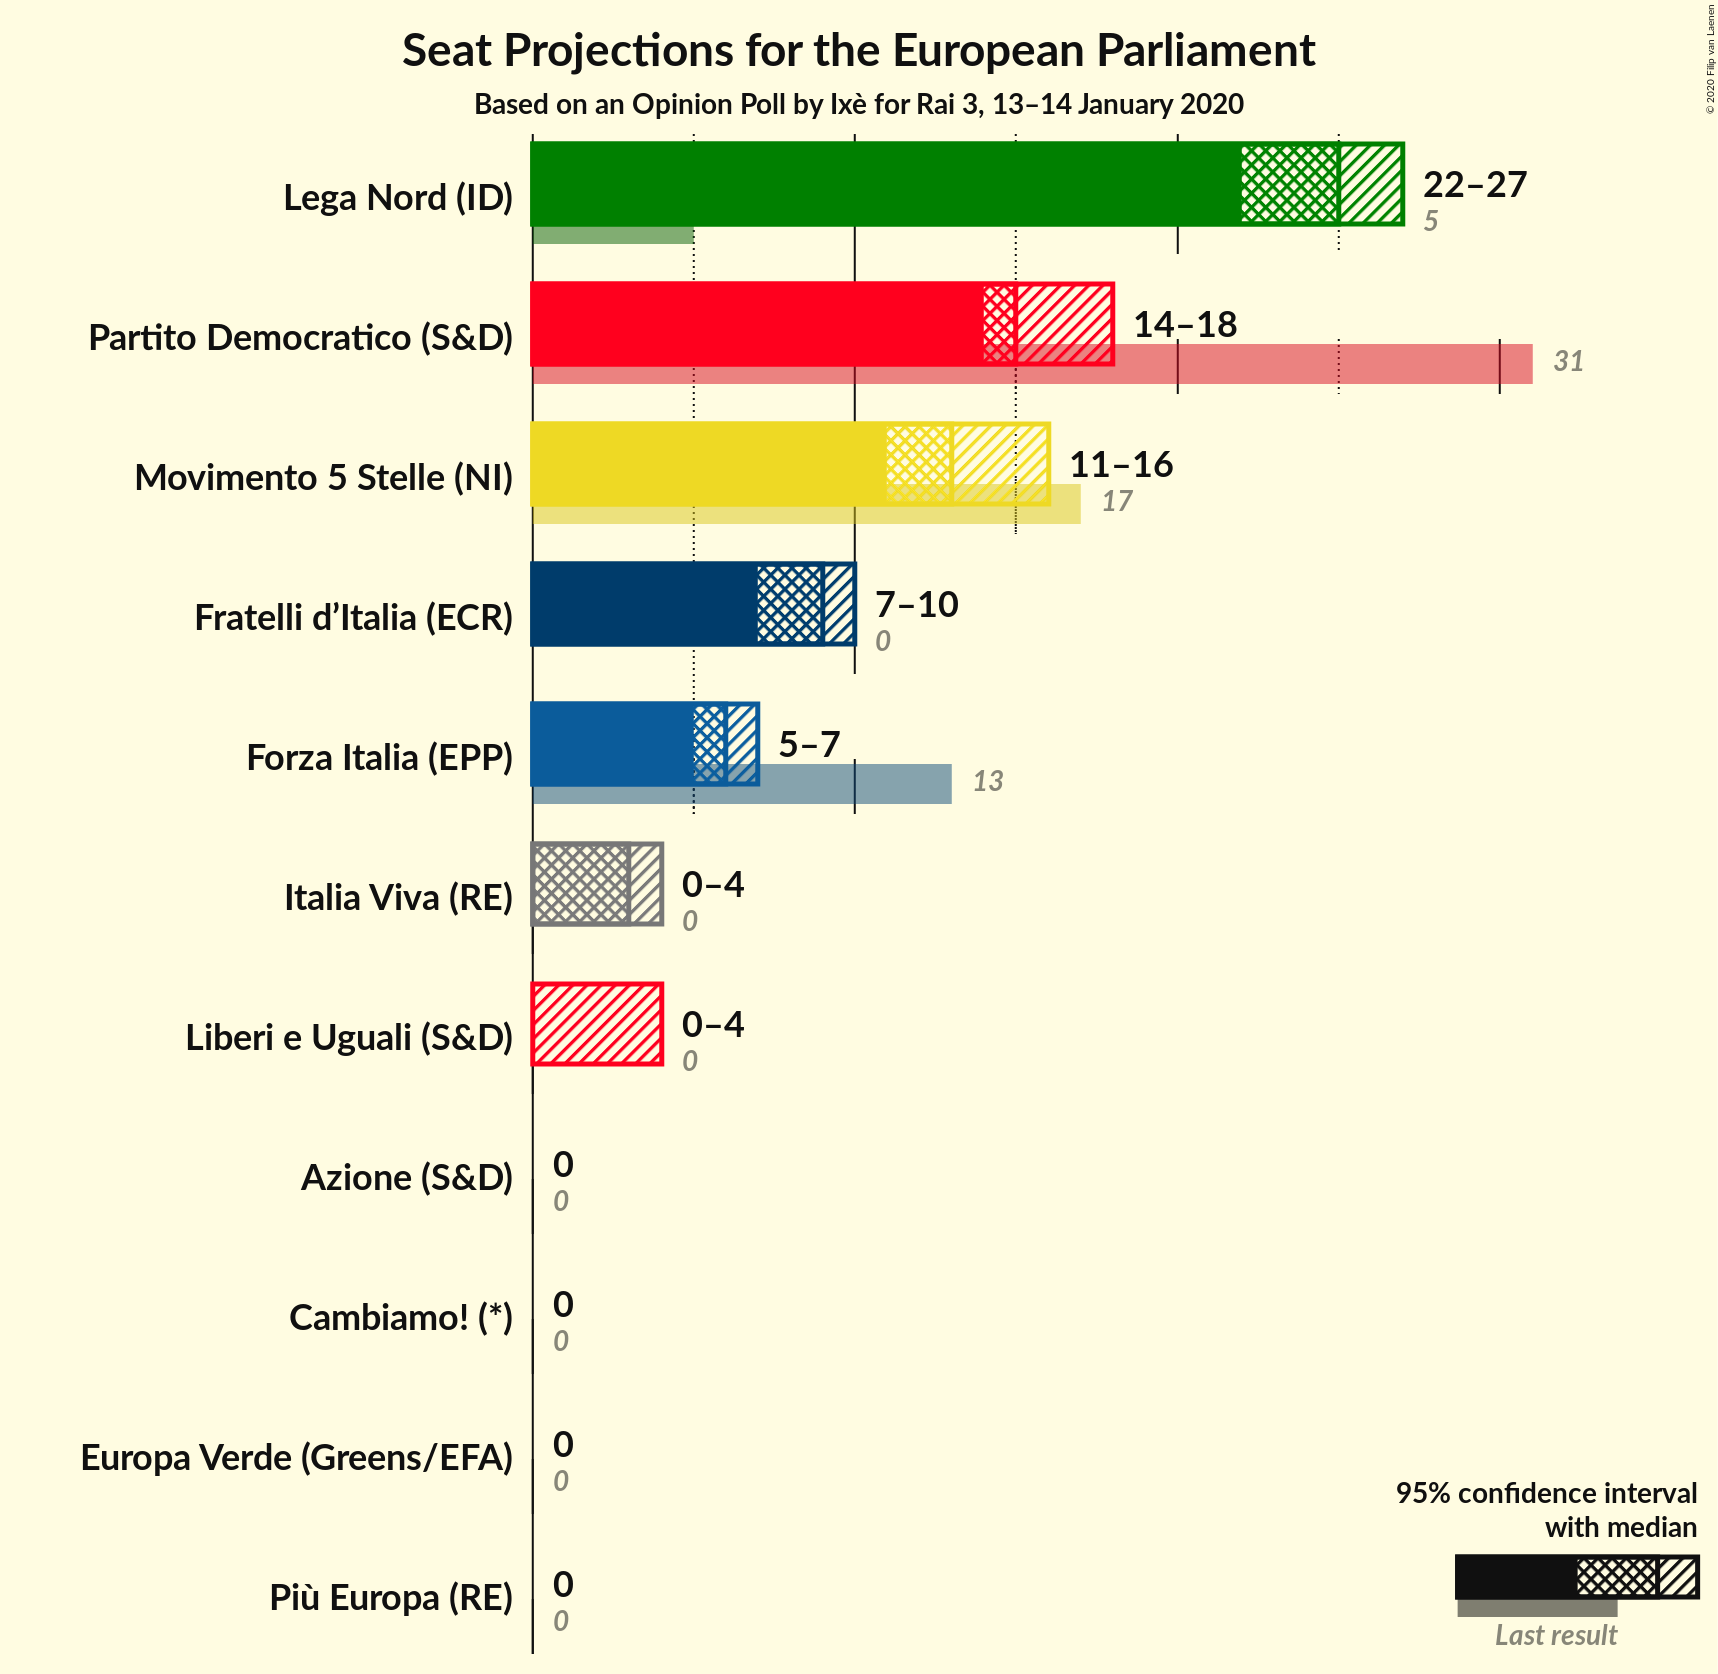 Seat Projections for the European Parliament
Based on an Opinion Poll by Ixè for Rai 3, 13–14 January 2020
© 2020 Filip van Laenen
Lega Nord (ID)
22–27
5
Partito Democratico (S&D)
14–18
31
Movimento 5 Stelle (NI)
11–16
17
Fratelli d’Italia (ECR)
7–10
0
Forza Italia (EPP)
5–7
13
Italia Viva (RE)
0–4
0
Liberi e Uguali (S&D)
0–4
0
Azione (S&D)
0
0
Cambiamo! (*)
0
0
Europa Verde (Greens/EFA)
0
0
Più Europa (RE)
0
0
95% confidence interval
with median
Last result